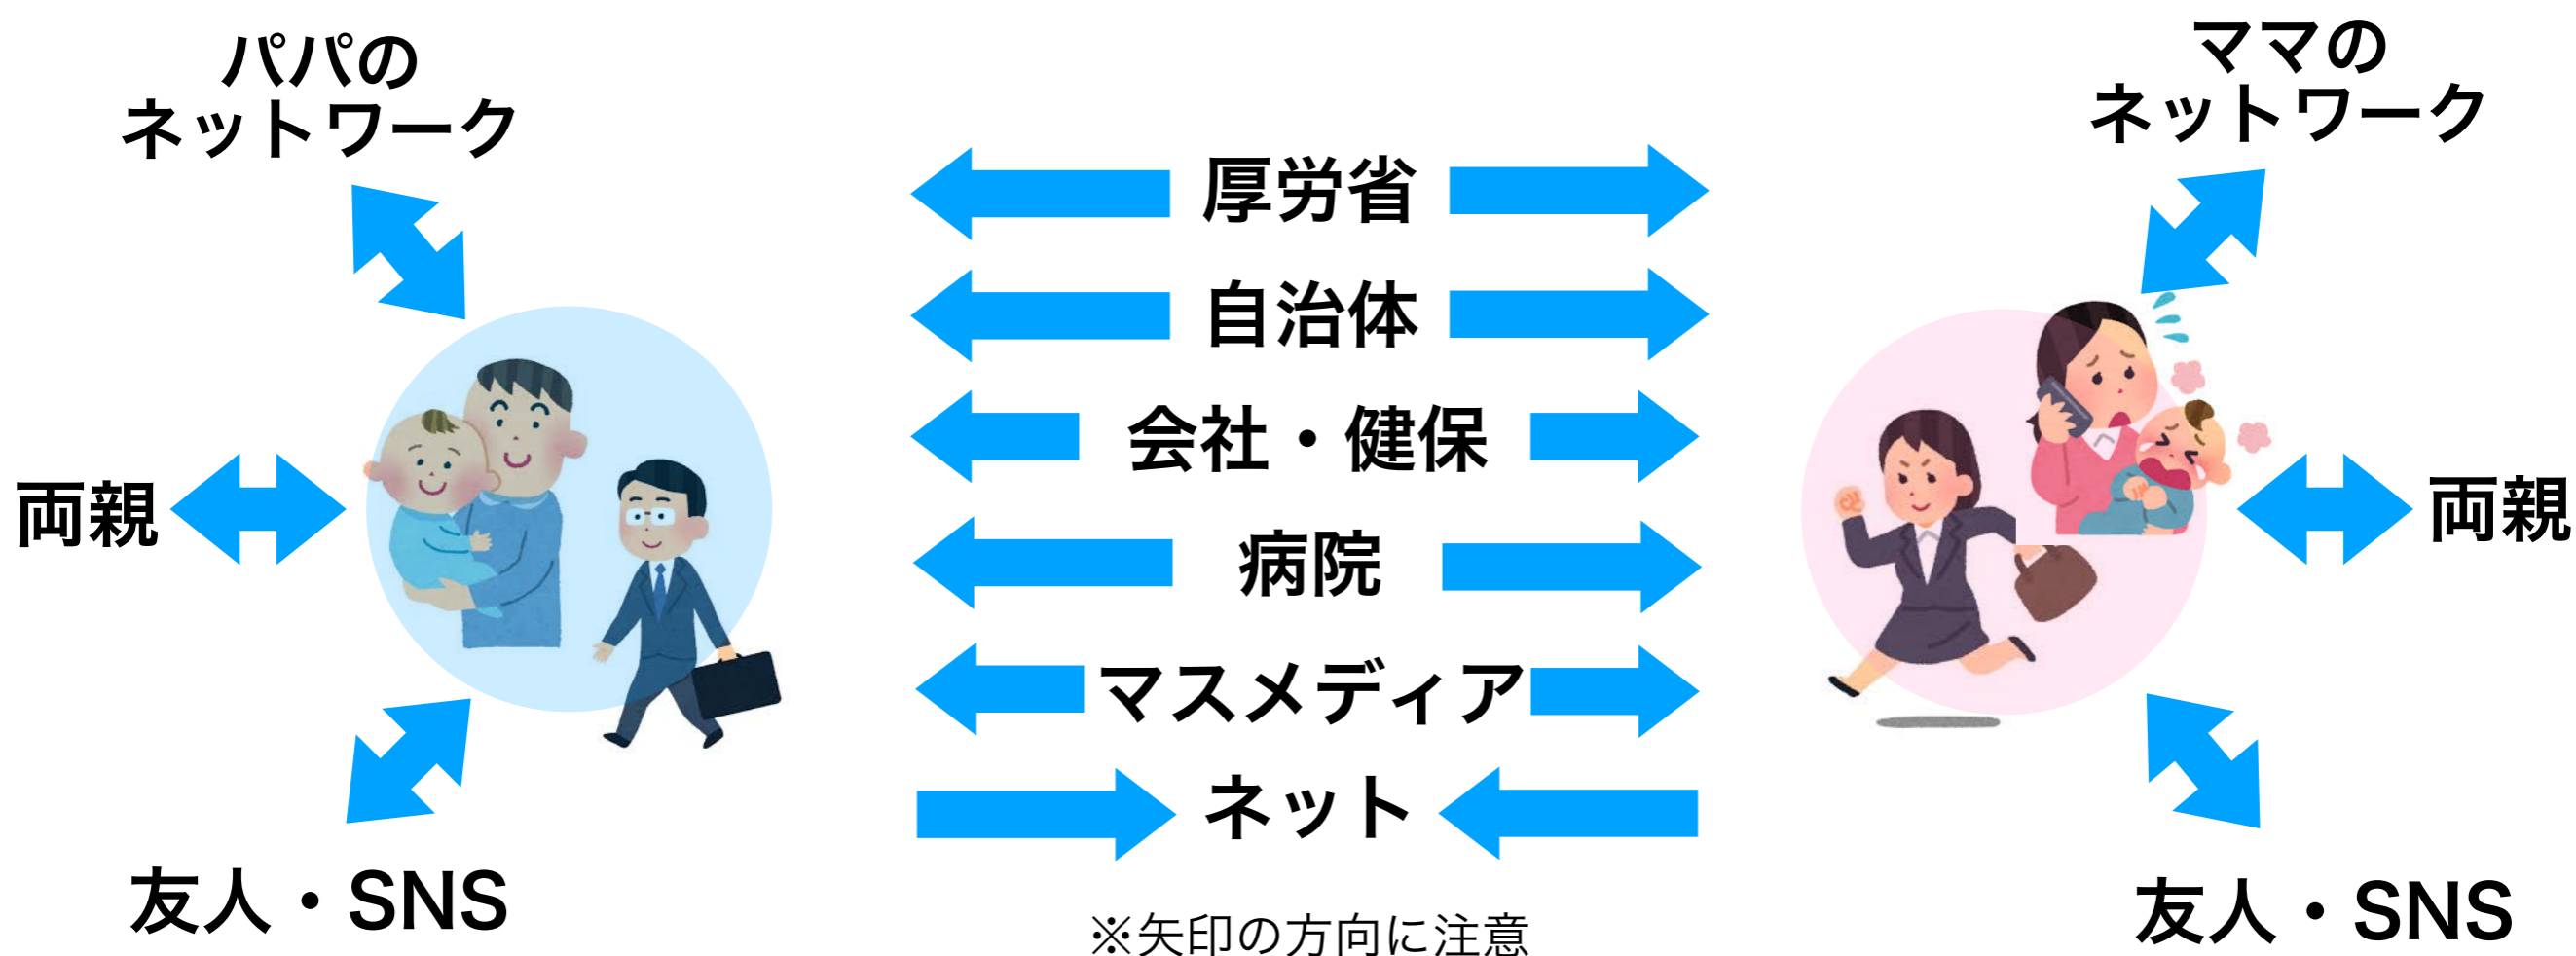 パパの
ネットワーク
両親
友人・SNS
厚労省
自治体
会社・健保
病院
マスメディア
ネット
※矢印の方向に注意
ママの
ネットワーク
両親
友人・SNS